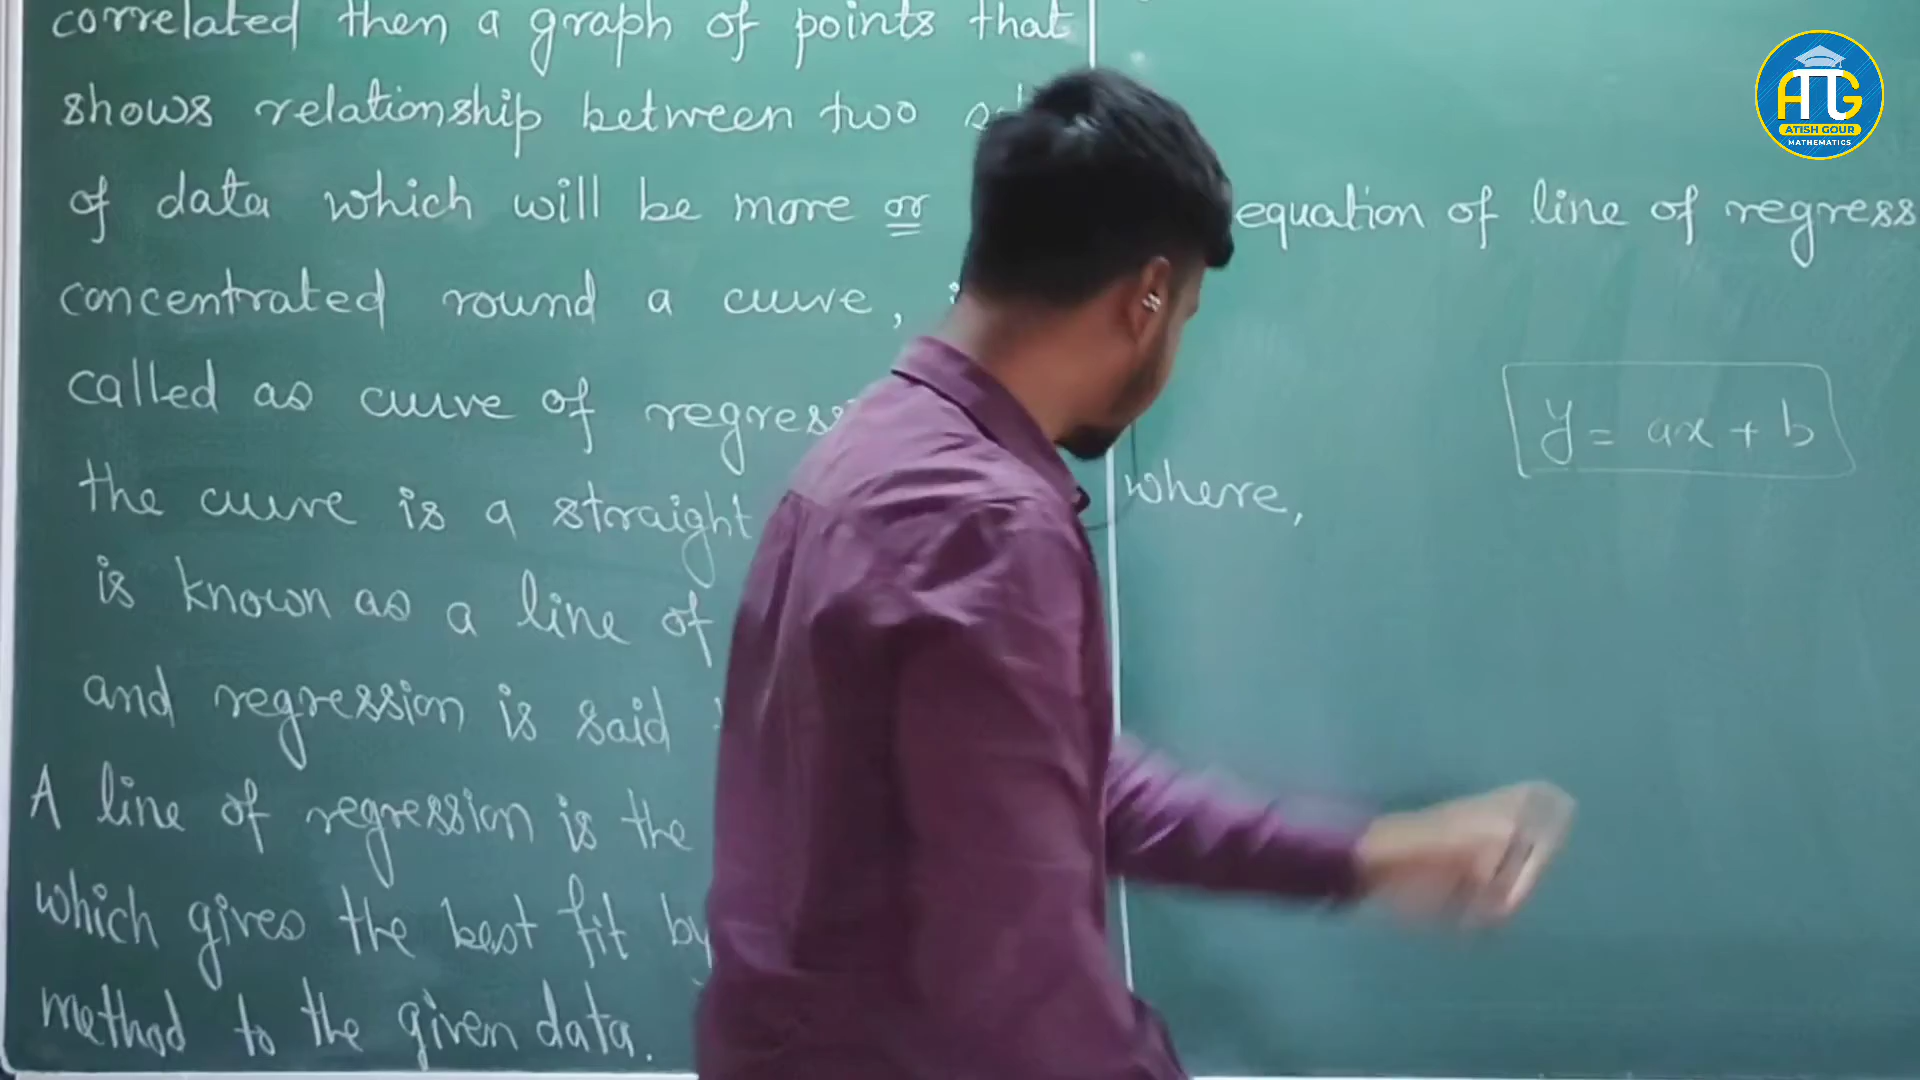 correlated then a graph of points that
shows relationship between two
of data which will be more or
concentrated round a curve,
called as curve of
the curve is a straight
is known as a line of
and regression is said
A line of regression is the
which gives the best fit by
method to the given data.
equation of line of regress
y = ax + b
where,
ATG
ATISH GOUR
MATHEMATICS